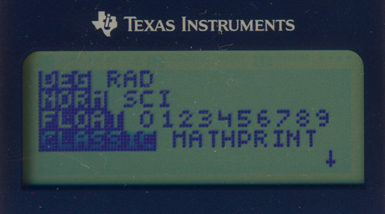 TEXAS INSTRUMENTS
DEG RAD
NORM SCI
FLOAT 0123456789
CLASSIC MATHPRINT
↓